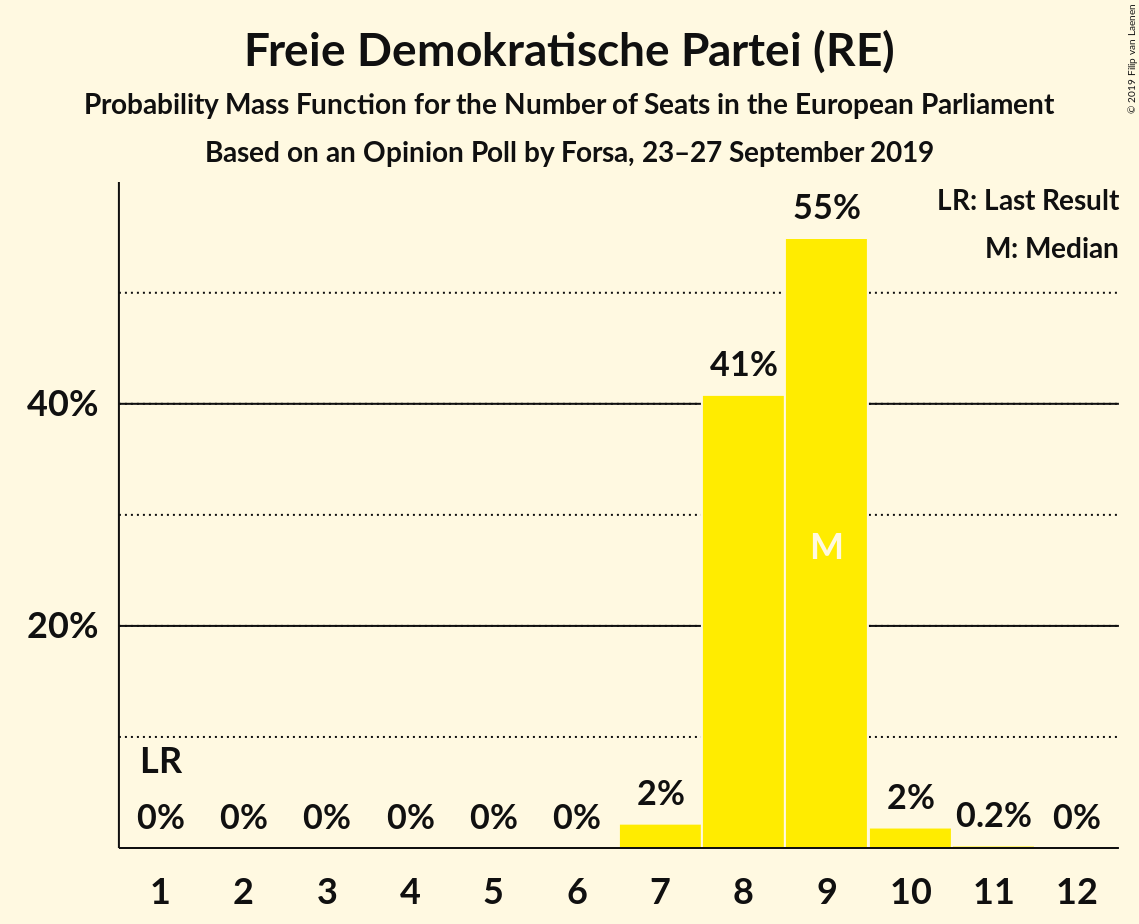 Freie Demokratische Partei (RE)
Probability Mass Function for the Number of Seats in the European Parliament
Based on an Opinion Poll by Forsa, 23–27 September 2019
© 2019 Filip van Laenen
LR: Last Result
M: Median
55%
41%
40%
M
20%
LR
0% 0% 0% 0% 0% 0% 2% 2% 0.2% 0%
1 2 3 4 5 6 7 8 9 10 11 12